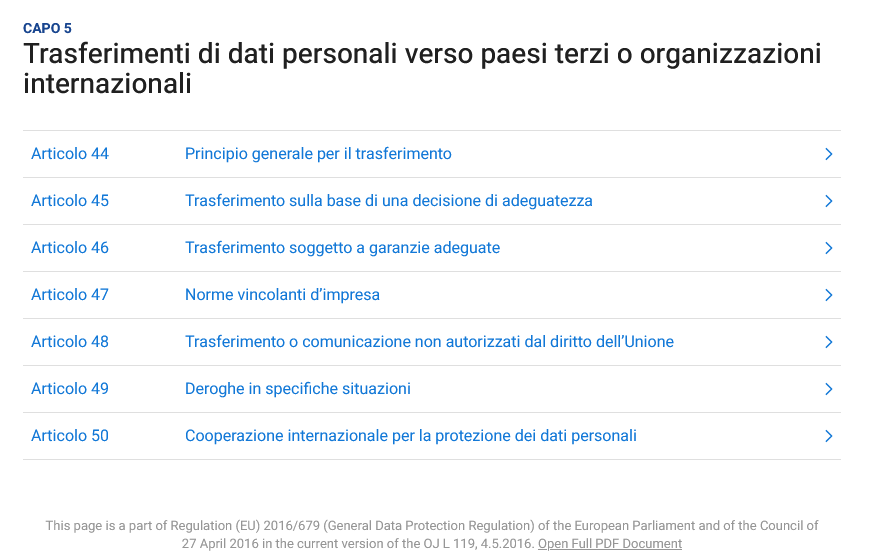 CAPO 5
Trasferimenti di dati personali verso paesi terzi o organizzazioni
internazionali
Articolo 44 Principio generale per il trasferimento
Articolo 45 Trasferimento sulla base di una decisione di adeguatezza
Articolo 46 Trasferimento soggetto a garanzie adeguate
Articolo 47 Norme vincolanti d’impresa
Articolo 48 Trasferimento o comunicazione non autorizzati dal diritto dell’Unione
Articolo 49 Deroghe in specifiche situazioni
Articolo 50 Cooperazione internazionale per la protezione dei dati personali
This page is a part of Regulation (EU) 2016/679 (General Data Protection Regulation) of the European Parliament and of the Council of
27 April 2016 in the current version of the OJ L 119, 4.5.2016. Open Full PDF Document